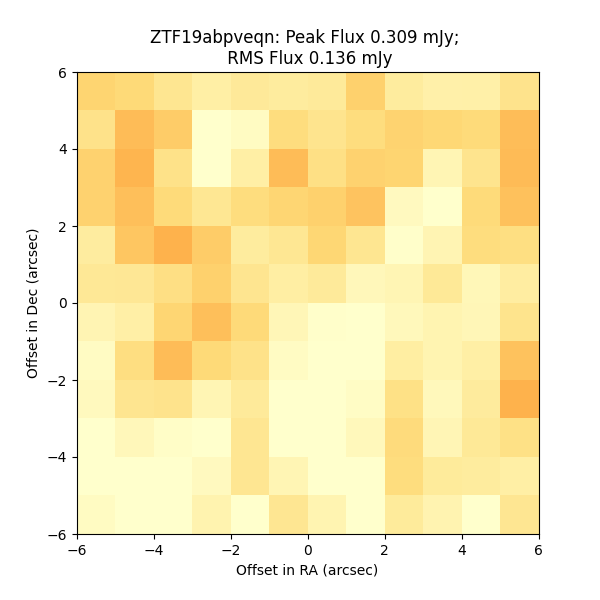 ZTF19abpveqn: Peak Flux 0.309 mJy;
RMS Flux 0.136 mJy
6
4
2
0
−2
−4
−6
Offset in Dec (arcsec)
−6 −4 −2 0 2 4 6
Offset in RA (arcsec)